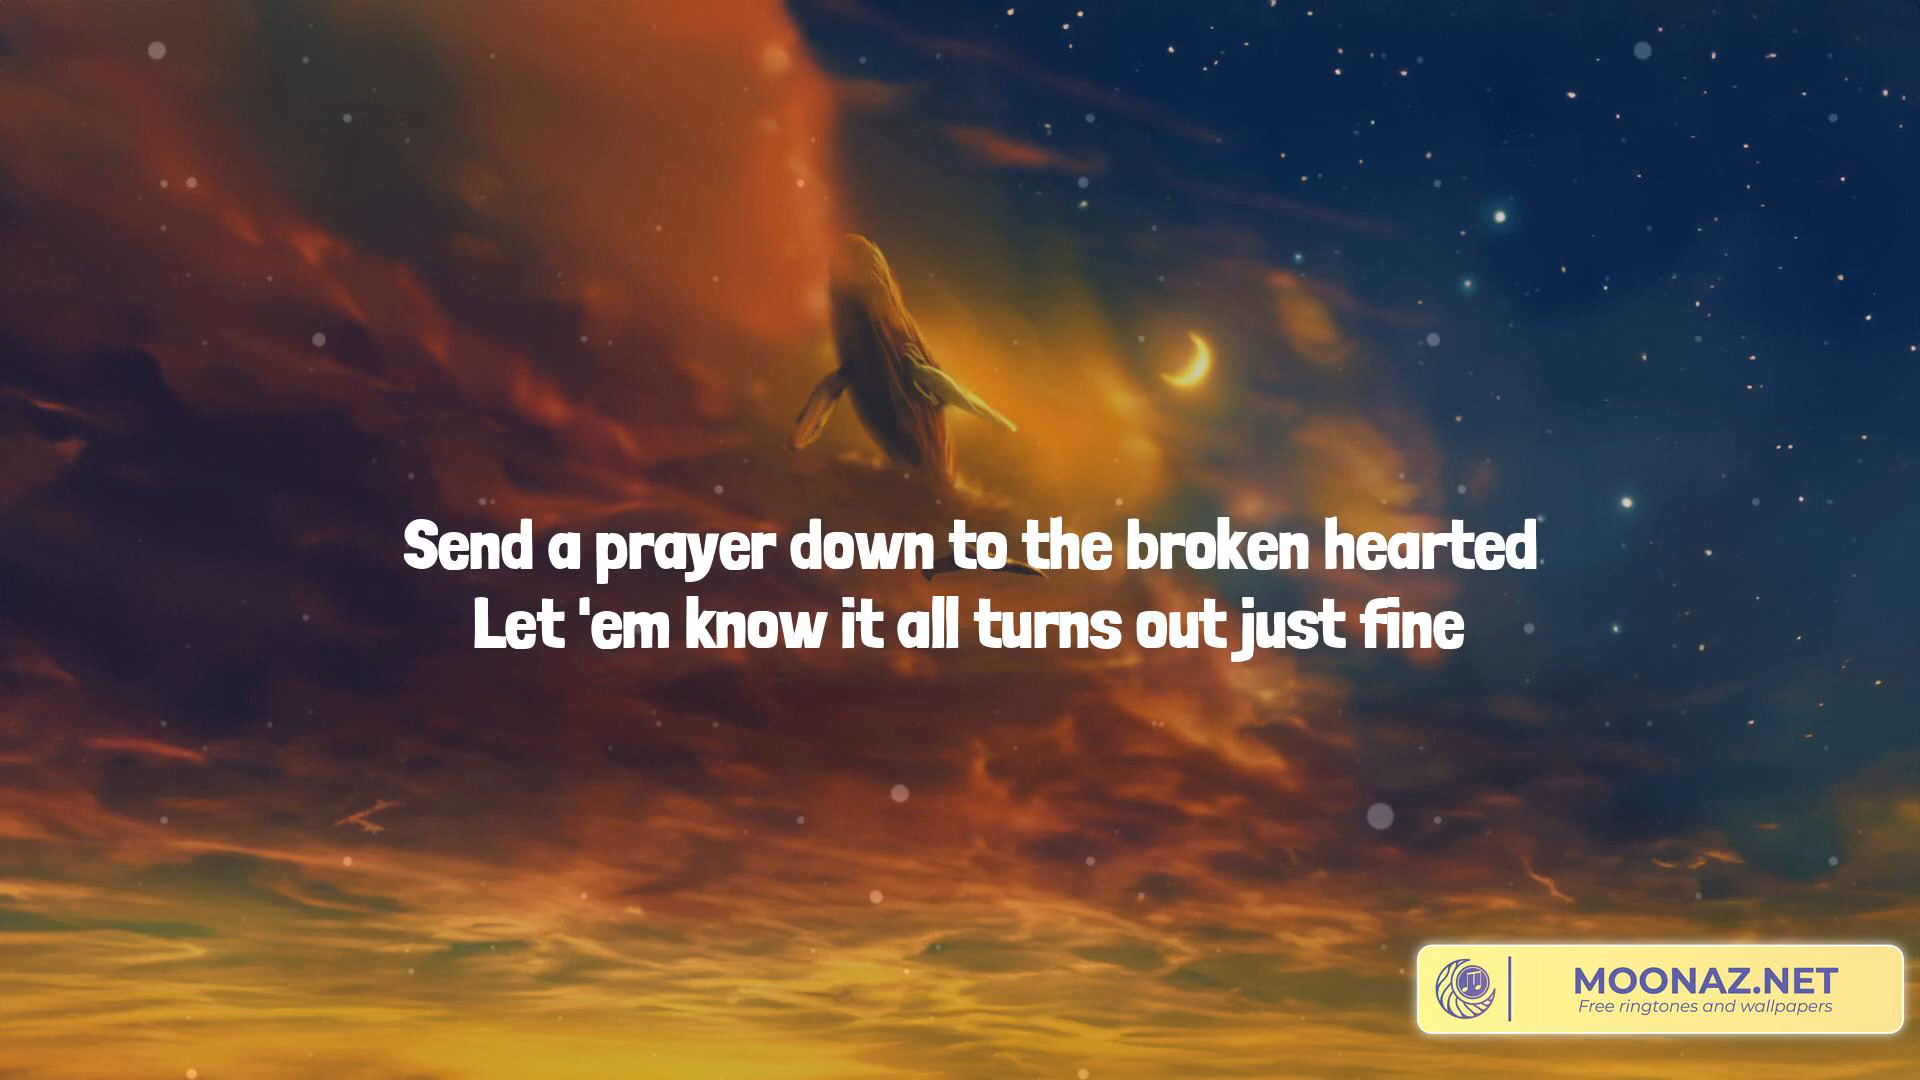 Send a prayer down to the broken hearted
Let 'em know it all turns out just fine
MOONAZ.NET
Free ringtones and wallpapers